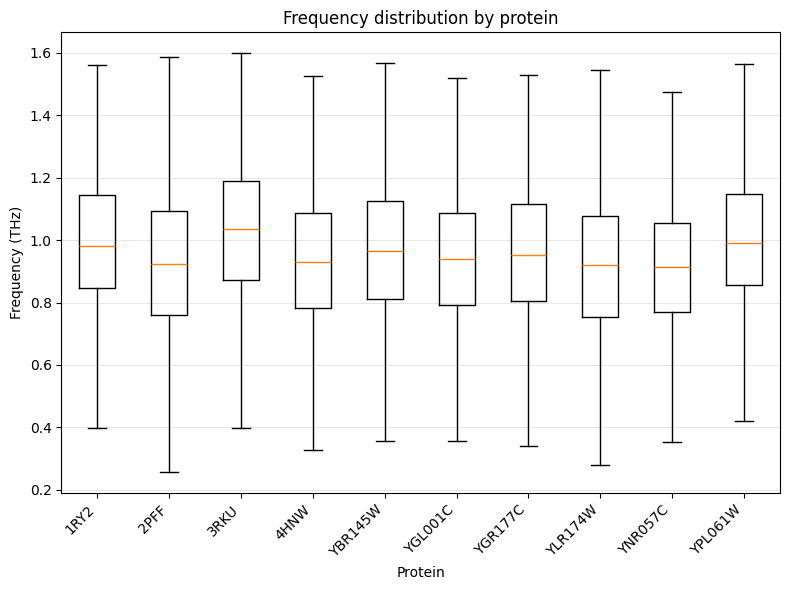 Frequency distribution by protein
Frequency (THz)
1.6
1.4
1.2
1.0
0.8
0.6
0.4
0.2
1RY2
2PFF
3RKU
4HNW
YBR145W
YGL001C
YGR177C
YLR174W
YNR057C
YPL061W
Protein